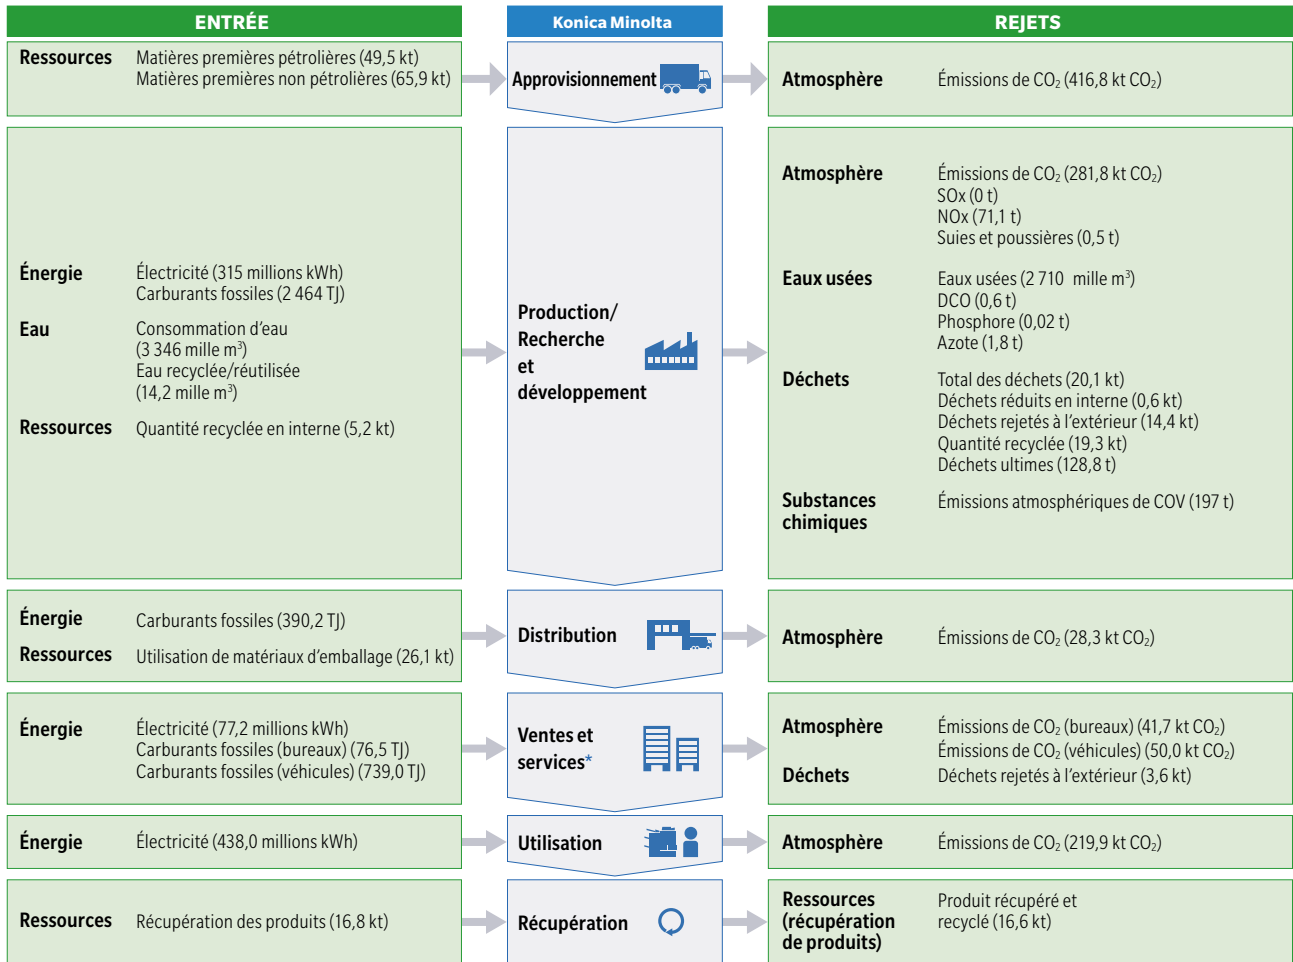 ENTRÉE
Konica Minolta
REJETS
Ressources
Matières premières pétrolières (49,5 kt)
Matières premières non pétrolières (65,9 kt)
Approvisionnement
Atmosphère
Émissions de CO₂ (416,8 kt CO₂)
Énergie
Électricité (315 millions kWh)
Carburants fossiles (2 464 TJ)
Eau
Consommation d'eau
(3 346 mille m³)
Eau recyclée/réutilisée
(14,2 mille m³)
Ressources
Quantité recyclée en interne (5,2 kt)
Production/
Recherche
et
développement
Atmosphère
Émissions de CO₂ (281,8 kt CO₂)
SOx (0 t)
NOx (71,1 t)
Suies et poussières (0,5 t)
Eaux usées
Eaux usées (2 710 mille m³)
DCO (0,6 t)
Phosphore (0,02 t)
Azote (1,8 t)
Déchets
Total des déchets (20,1 kt)
Déchets réduits en interne (0,6 kt)
Déchets rejetés à l'extérieur (14,4 kt)
Quantité recyclée (19,3 kt)
Déchets ultimes (128,8 t)
Substances
chimiques
Émissions atmosphériques de COV (197 t)
Énergie
Carburants fossiles (390,2 TJ)
Ressources
Utilisation de matériaux d'emballage (26,1 kt)
Distribution
Atmosphère
Émissions de CO₂ (28,3 kt CO₂)
Énergie
Électricité (77,2 millions kWh)
Carburants fossiles (bureaux) (76,5 TJ)
Carburants fossiles (véhicules) (739,0 TJ)
Ventes et
services*
Atmosphère
Émissions de CO₂ (bureaux) (41,7 kt CO₂)
Émissions de CO₂ (véhicules) (50,0 kt CO₂)
Déchets
Déchets rejetés à l'extérieur (3,6 kt)
Énergie
Électricité (438,0 millions kWh)
Utilisation
Atmosphère
Émissions de CO₂ (219,9 kt CO₂)
Ressources
Récupération des produits (16,8 kt)
Récupération
Ressources
(récupération
de produits)
Produit récupéré et
recyclé (16,6 kt)